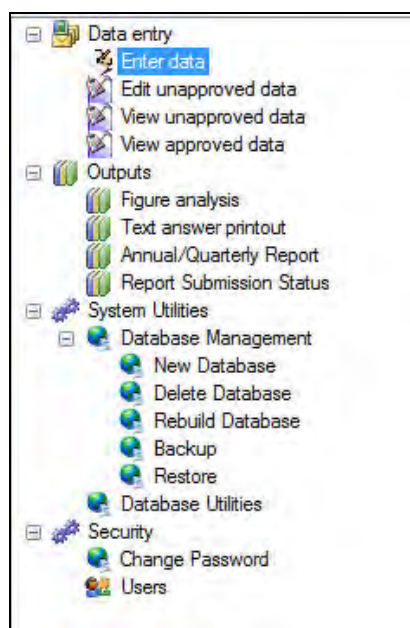 Data entry
Enter data
Edit unapproved data
View unapproved data
View approved data
Outputs
Figure analysis
Text answer printout
Annual/Quarterly Report
Report Submission Status
System Utilities
Database Management
New Database
Delete Database
Rebuild Database
Backup
Restore
Database Utilities
Security
Change Password
Users